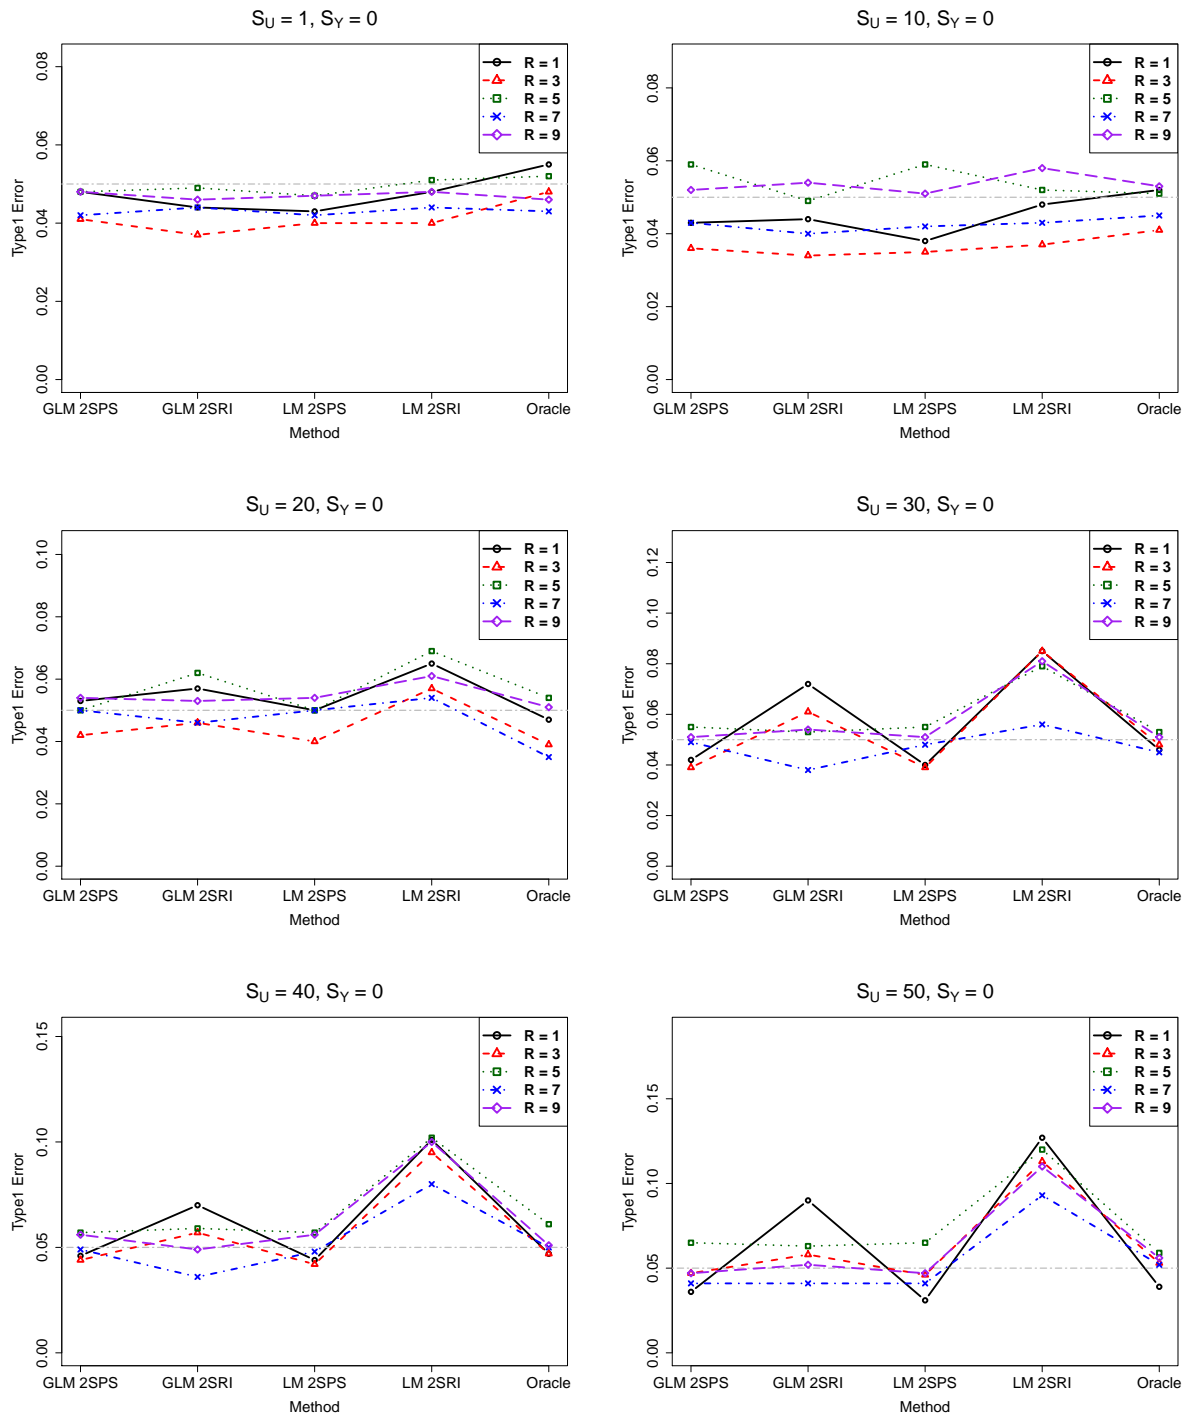 S_U = 1, S_Y = 0
Type1 Error
0.00
0.02
0.04
0.06
0.08
R = 1
R = 3
R = 5
R = 7
R = 9
GLM 2SPS GLM 2SRI LM 2SPS LM 2SRI Oracle
Method
S_U = 10, S_Y = 0
Type1 Error
0.00
0.02
0.04
0.06
0.08
R = 1
R = 3
R = 5
R = 7
R = 9
GLM 2SPS GLM 2SRI LM 2SPS LM 2SRI Oracle
Method
S_U = 20, S_Y = 0
Type1 Error
0.00
0.02
0.04
0.06
0.08
0.10
R = 1
R = 3
R = 5
R = 7
R = 9
GLM 2SPS GLM 2SRI LM 2SPS LM 2SRI Oracle
Method
S_U = 30, S_Y = 0
Type1 Error
0.00
0.02
0.04
0.06
0.08
0.10
0.12
R = 1
R = 3
R = 5
R = 7
R = 9
GLM 2SPS GLM 2SRI LM 2SPS LM 2SRI Oracle
Method
S_U = 40, S_Y = 0
Type1 Error
0.00
0.05
0.10
0.15
R = 1
R = 3
R = 5
R = 7
R = 9
GLM 2SPS GLM 2SRI LM 2SPS LM 2SRI Oracle
Method
S_U = 50, S_Y = 0
Type1 Error
0.00
0.05
0.10
0.15
R = 1
R = 3
R = 5
R = 7
R = 9
GLM 2SPS GLM 2SRI LM 2SPS LM 2SRI Oracle
Method